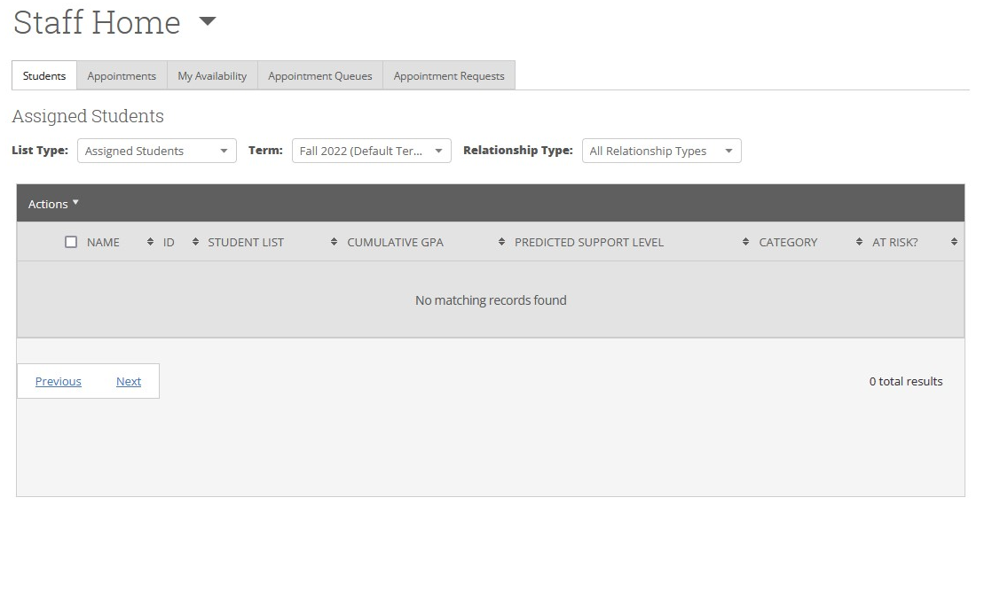 Staff Home
Students Appointments My Availability Appointment Queues Appointment Requests
Assigned Students
List Type: Assigned Students Term: Fall 2022 (Default Ter... Relationship Type: All Relationship Types
Actions
NAME ID STUDENT LIST CUMULATIVE GPA PREDICTED SUPPORT LEVEL CATEGORY AT RISK?
No matching records found
Previous Next 0 total results